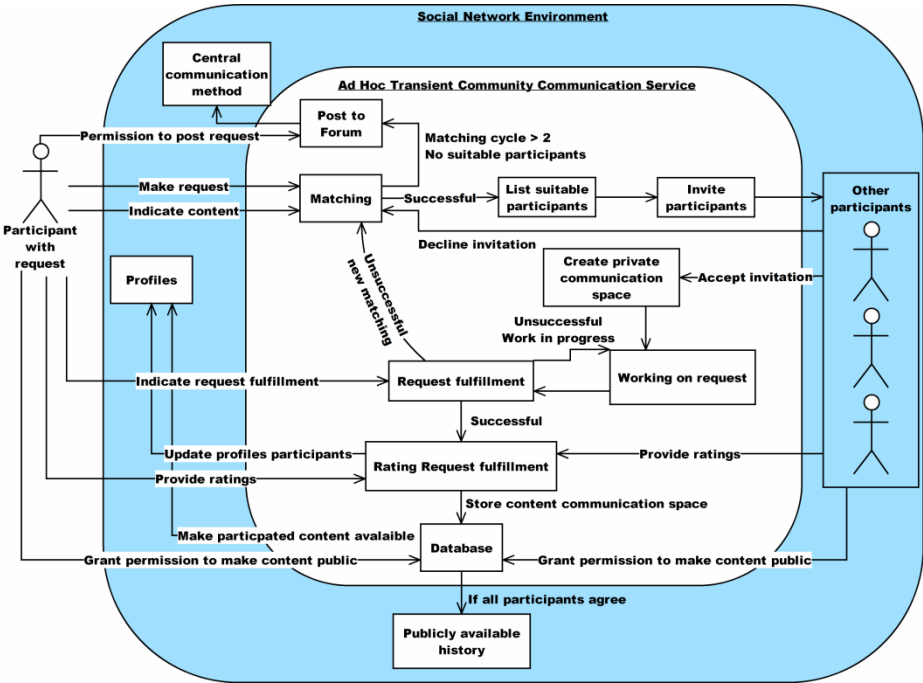 Social Network Environment
Central
communication
method
Ad Hoc Transient Community Communication Service
Post to
Forum
Permission to post request
Matching cycle > 2
No suitable participants
Make request
Matching
Successful
List suitable
participants
Invite
participants
Other
participants
Indicate content
Participant
with
request
Decline invitation
Profiles
Unsuccessful
new matching
Create private
communication
space
Accept invitation
Unsuccessful
Work in progress
Indicate request fulfillment
Request fulfillment
Working on request
Successful
Update profiles participants
Rating Request fulfillment
Provide ratings
Provide ratings
Store content communication space
Make particpated content avalaible
Database
Grant permission to make content public
Grant permission to make content public
If all participants agree
Publicly available
history